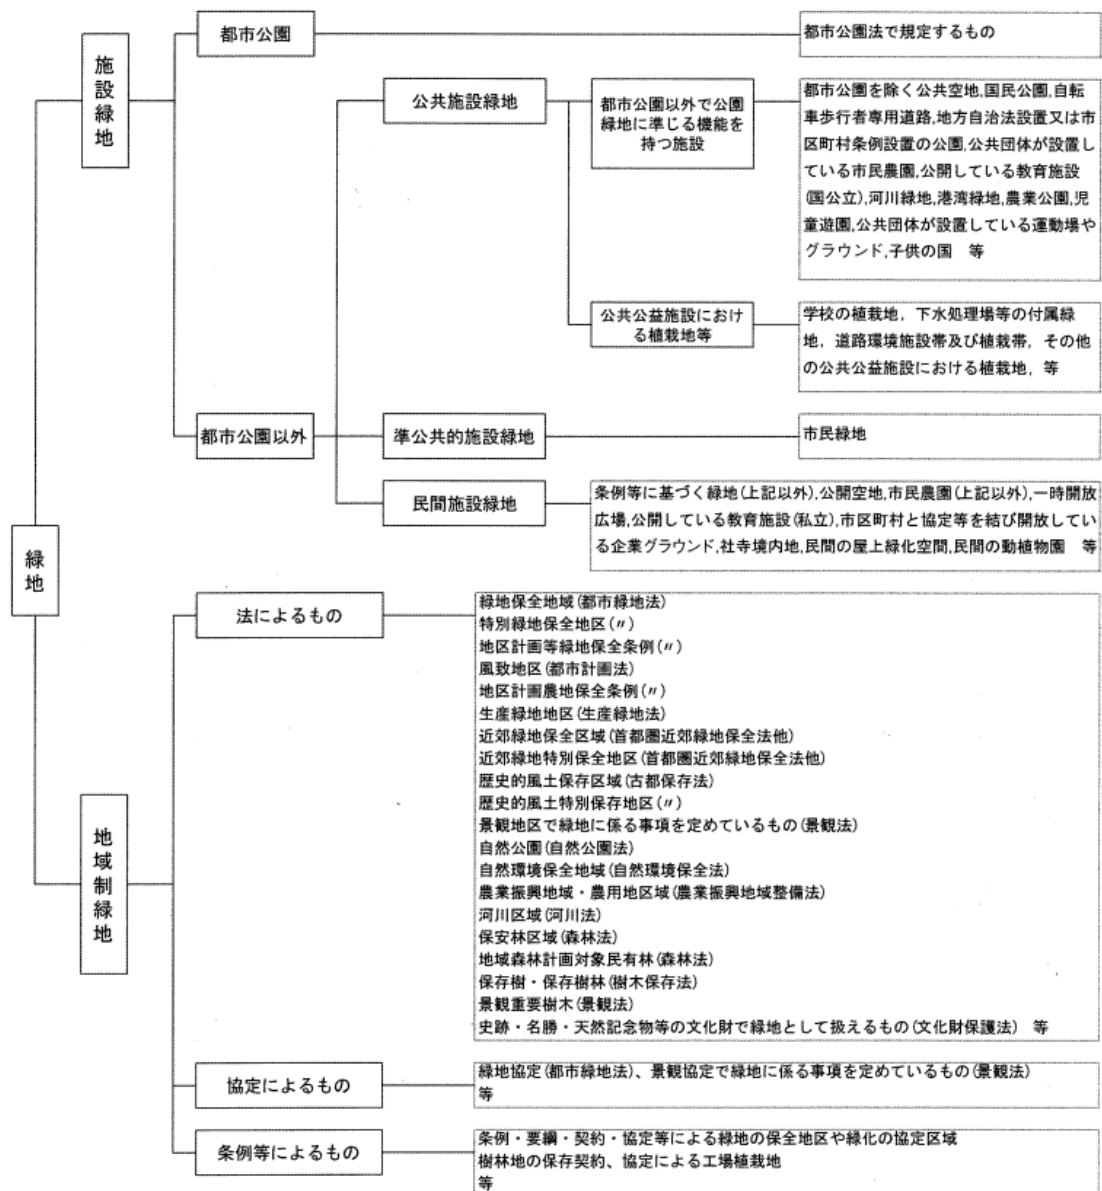 緑地
施設緑地
都市公園
都市公園法で規定するもの
都市公園以外
公共施設緑地
都市公園以外で公園
緑地に準じる機能を
持つ施設
都市公園を除く公共空地,国民公園,自転
車歩行者専用道路,地方自治法設置又は市
区町村条例設置の公園,公共団体が設置し
ている市民農園,公開している教育施設
(国公立),河川緑地,港湾緑地,農業公園,児
童遊園,公共団体が設置している運動場や
グラウンド,子供の国 等
公共公益施設におけ
る植栽地等
学校の植栽地，下水処理場等の付属緑
地，道路環境施設帯及び植栽帯，その他
の公共公益施設における植栽地，等
準公共的施設緑地
市民緑地
民間施設緑地
条例等に基づく緑地(上記以外),公開空地,市民農園(上記以外),一時開放
広場,公開している教育施設(私立),市区町村と協定等を結び開放してい
る企業グラウンド,社寺境内地,民間の屋上緑化空間,民間の動植物園 等
地域制緑地
法によるもの
緑地保全地域(都市緑地法)
特別緑地保全地区(〃)
地区計画等緑地保全条例(〃)
風致地区(都市計画法)
地区計画農地保全条例(〃)
生産緑地地区(生産緑地法)
近郊緑地保全区域(首都圏近郊緑地保全法他)
近郊緑地特別保全地区(首都圏近郊緑地保全法他)
歴史的風土保存区域(古都保存法)
歴史的風土特別保存地区(〃)
景観地区で緑地に係る事項を定めているもの(景観法)
自然公園(自然公園法)
自然環境保全地域(自然環境保全法)
農業振興地域・農用地区域(農業振興地域整備法)
河川区域(河川法)
保安林区域(森林法)
地域森林計画対象民有林(森林法)
保存樹・保存樹林(樹木保存法)
景観重要樹木(景観法)
史跡・名勝・天然記念物等の文化財で緑地として扱えるもの(文化財保護法) 等
協定によるもの
緑地協定(都市緑地法)、景観協定で緑地に係る事項を定めているもの(景観法)
等
条例等によるもの
条例・要綱・契約・協定等による緑地の保全地区や緑化の協定区域
樹林地の保存契約、協定による工場植栽地
等